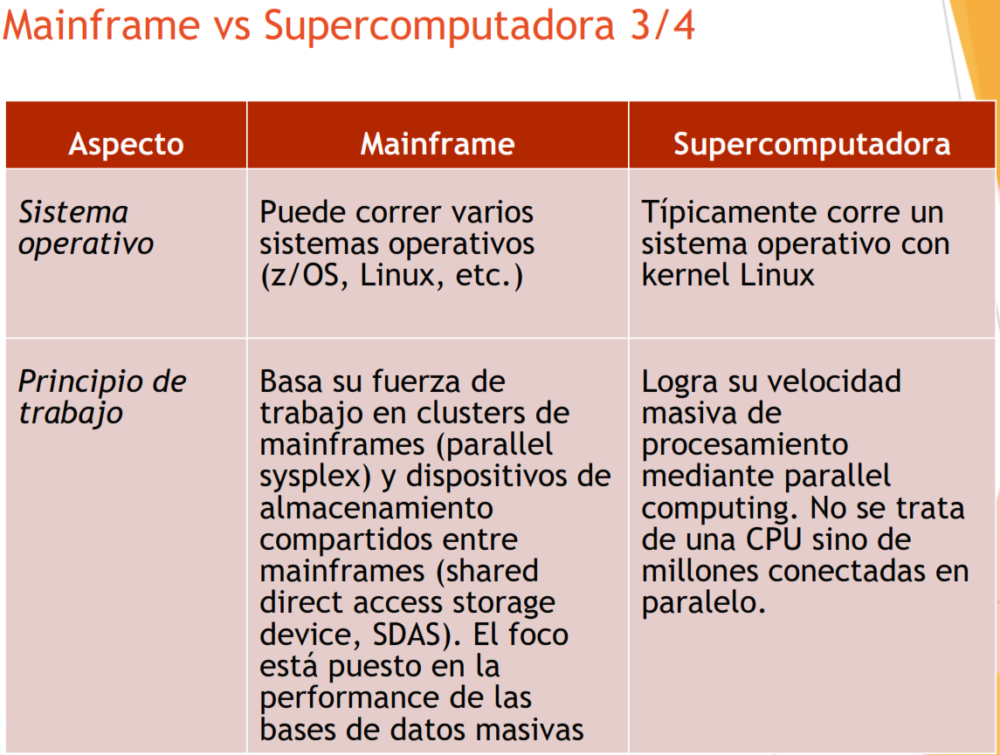 Mainframe vs Supercomputadora 3/4
Aspecto
Mainframe
Supercomputadora
Sistema
operativo
Puede correr varios
sistemas operativos
(z/OS, Linux, etc.)
Típicamente corre un
sistema operativo con
kernel Linux
Principio de
trabajo
Basa su fuerza de
trabajo en clusters de
mainframes (parallel
sysplex) y dispositivos de
almacenamiento
compartidos entre
mainframes (shared
direct access storage
device, SDAS). El foco
está puesto en la
performance de las
bases de datos masivas
Logra su velocidad
masiva de
procesamiento
mediante parallel
computing. No se trata
de una CPU sino de
millones conectadas en
paralelo.